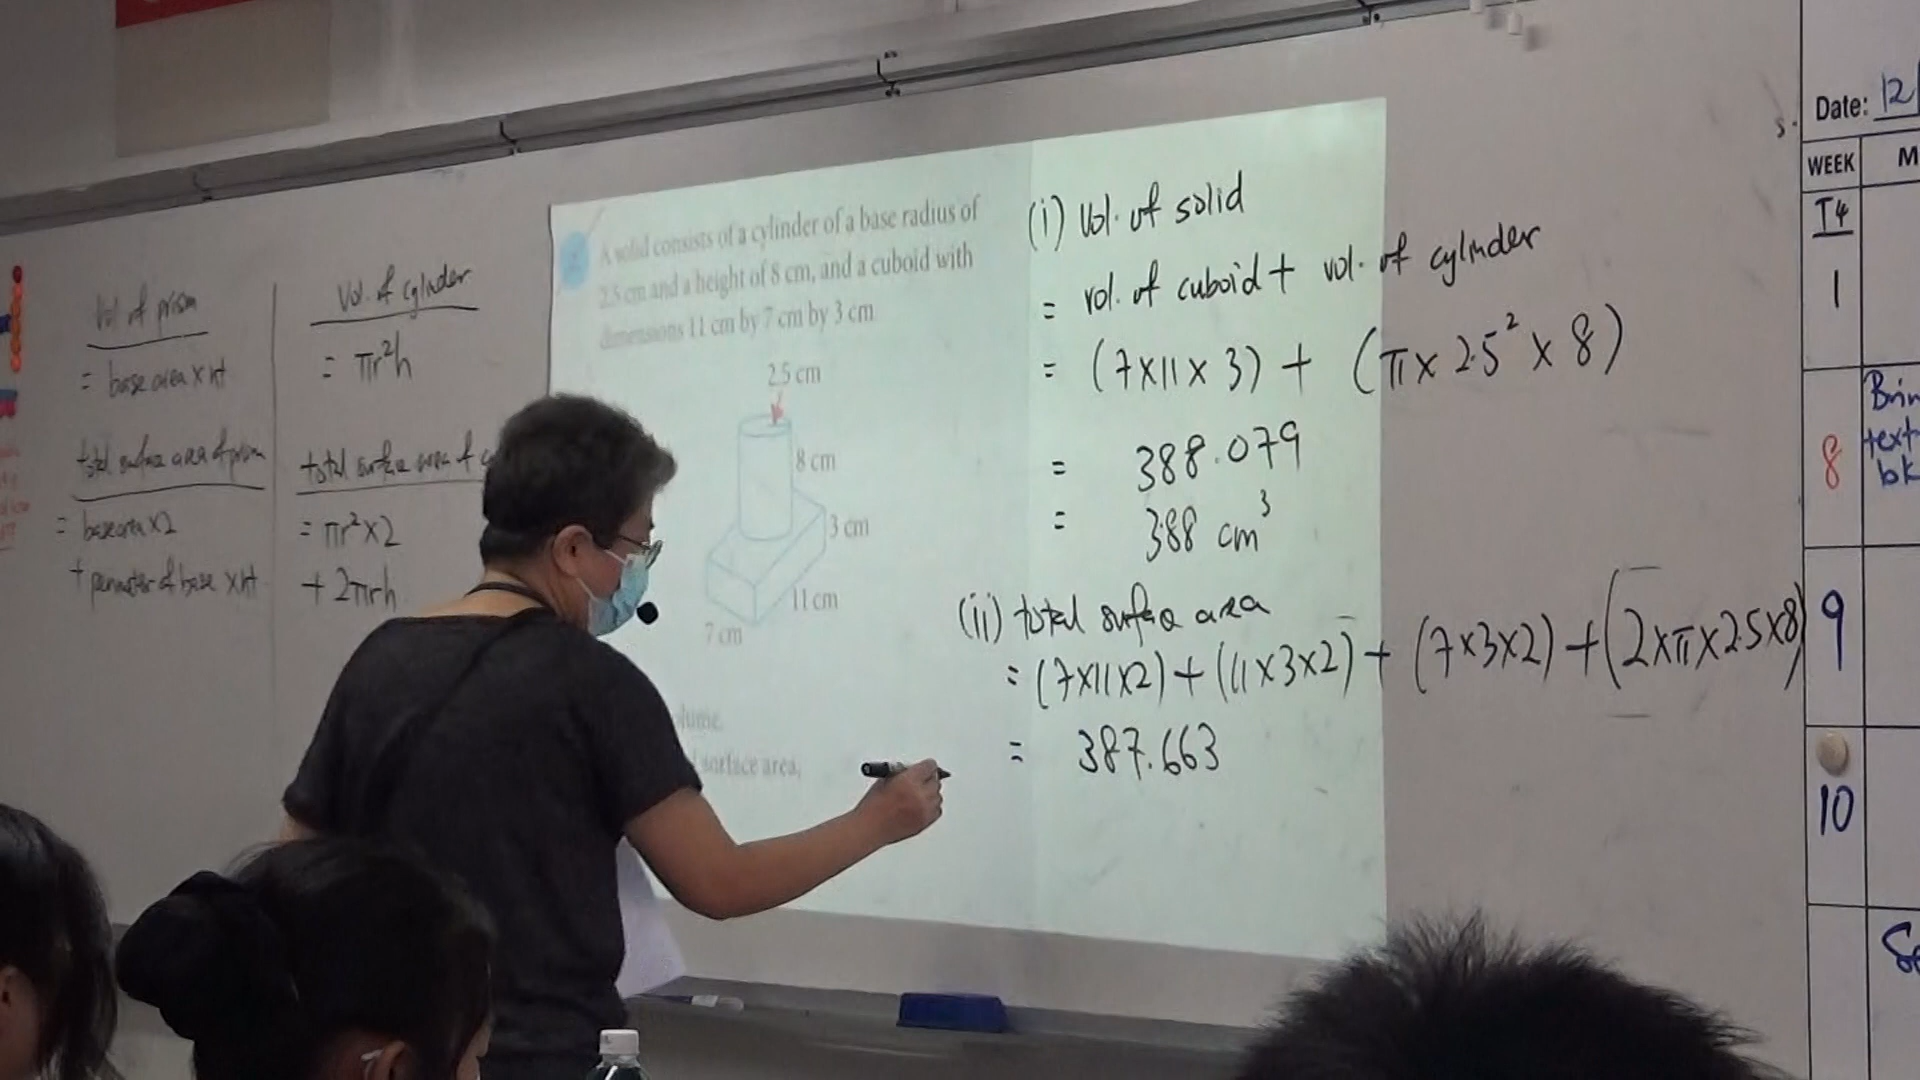 Vol of prism
= base area x ht
total surface area of prism
= base area x2
+ perimeter of base x ht
Vol. of cylinder
= πr²h
total surface area of
= πr² x 2
+ 2πrh
A solid consists of a cylinder of a base radius of
2.5 cm and a height of 8 cm, and a cuboid with
dimensions 11 cm by 7 cm by 3 cm
2.5 cm
8 cm
3 cm
11 cm
7 cm
surface area,
(i) Vol. of solid
= vol. of cuboid + vol. of cylinder
= (7x11x3) + (π x 2.5² x 8)
= 388.079
= 388 cm³
(ii) total surface area
= (7x11x2) + (11x3x2) + (7x3x2) + (2xπx2.5x8)
= 387.663
Date: 12/
WEEK M
T4
1
8
text
bk
9
10